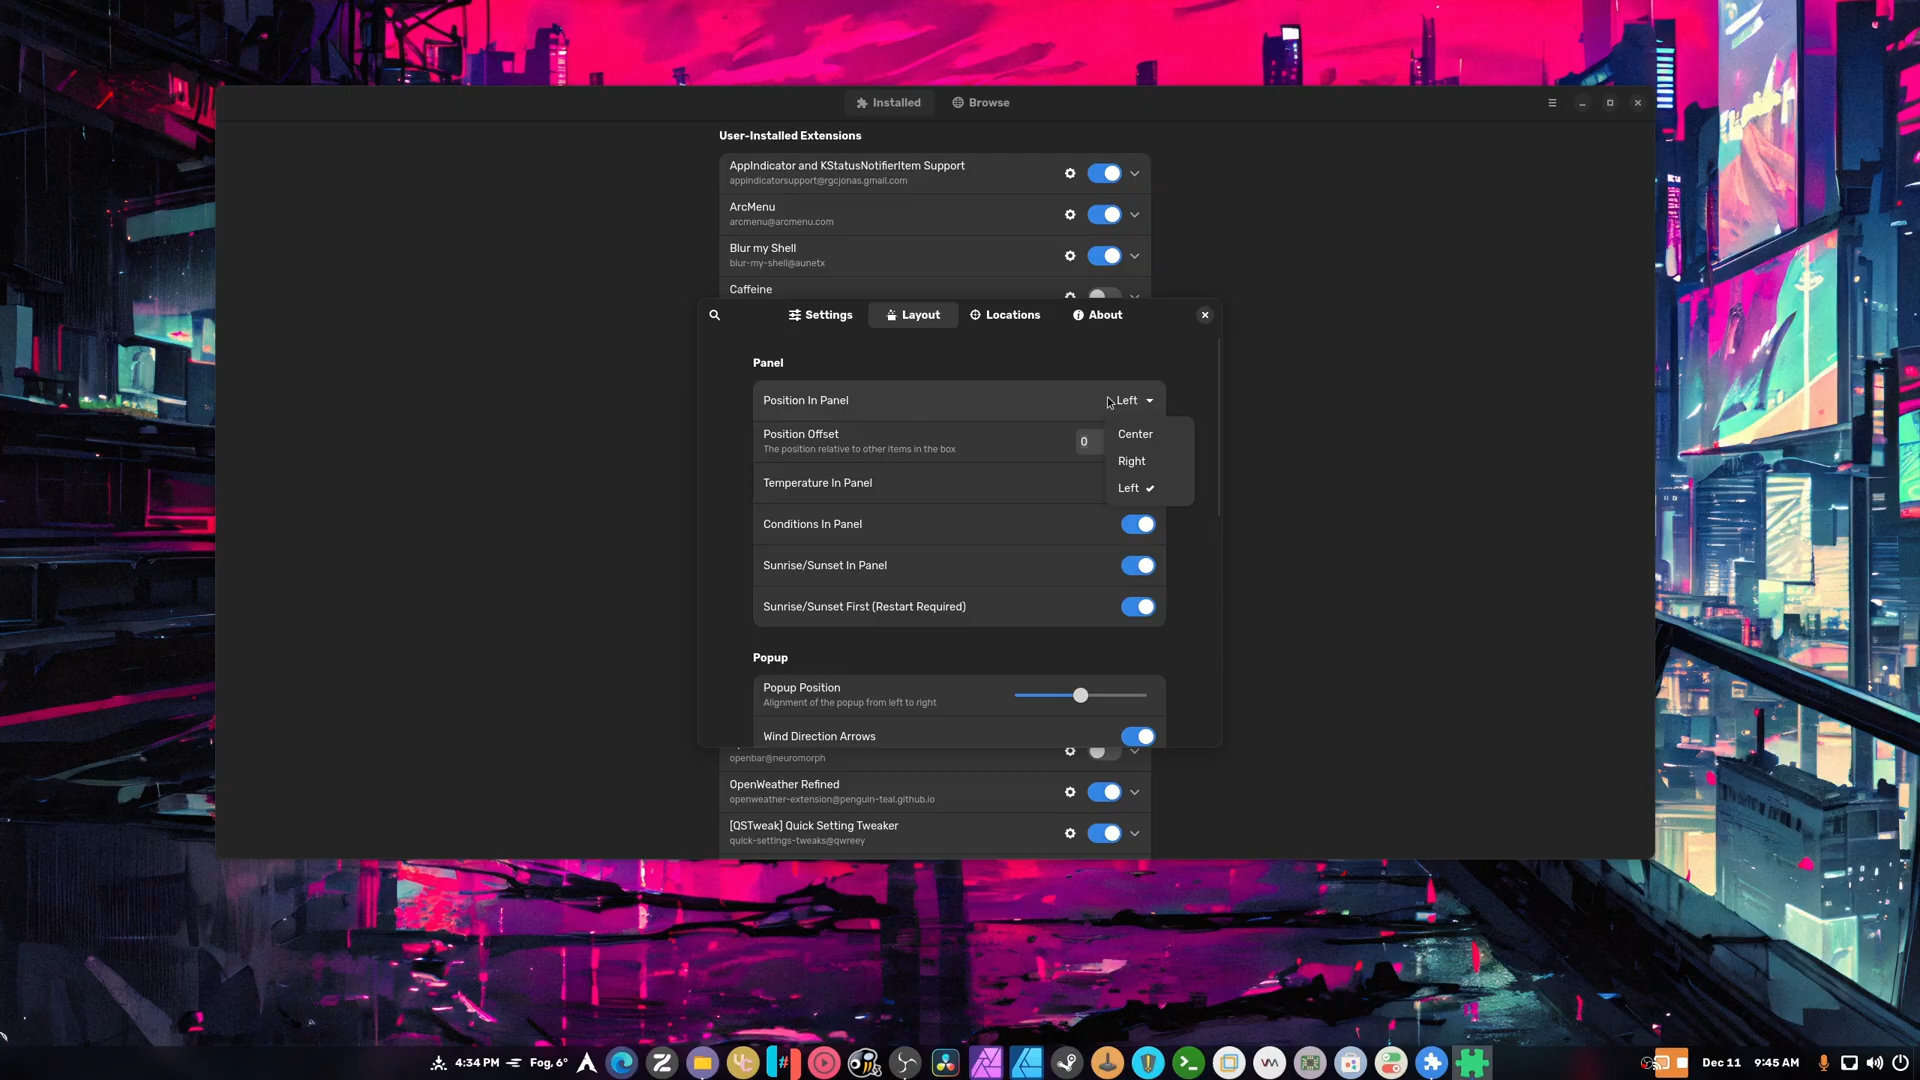 Installed
Browse
User-Installed Extensions
AppIndicator and KStatusNotifierItem Support
appindicatorsupport@rgcjonas.gmail.com
ArcMenu
arcmenu@arcmenu.com
Blur my Shell
blur-my-shell@aunetx
Caffeine
Settings
Layout
Locations
About
Panel
Position In Panel
Left
Position Offset
The position relative to other items in the box
0
Center
Right
Left
Temperature In Panel
Conditions In Panel
Sunrise/Sunset In Panel
Sunrise/Sunset First (Restart Required)
Popup
Popup Position
Alignment of the popup from left to right
Wind Direction Arrows
openbar@neuromorph
OpenWeather Refined
openweather-extension@penguin-teal.github.io
[QSTweak] Quick Setting Tweaker
quick-settings-tweaks@qwreey
4:34 PM
Fog, 6°
Dec 11
9:45 AM